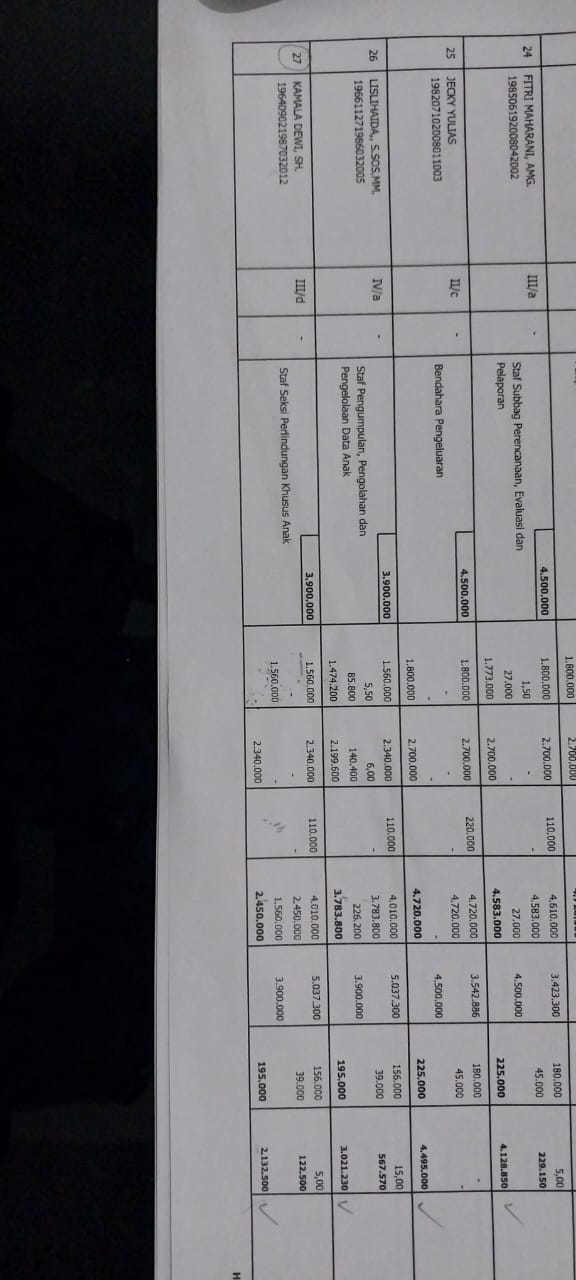 1.800.000 2.700.000
24 FITRI MAHARANI, AMG. III/a - 4.500.000 1.800.000 2.700.000 110.000 4.610.000 3.423.300 180.000 5,00
198506192008042002 Staf Subbag Perencanaan, Evaluasi dan 1,50 - - 4.583.000 45.000 229.150
Pelaporan 27.000 - 27.000 4.500.000
1.773.000 2.700.000 4.583.000 225.000 4.128.850
25 JECKY YULIAS II/c - 4.500.000 1.800.000 2.700.000 220.000 4.720.000 3.542.886 180.000 -
198207102008011003 Bendahara Pengeluaran - - - 4.720.000 45.000 -
- - - 4.500.000
1.800.000 2.700.000 4.720.000 225.000 4.495.000
26 LISLIHAIDA,, S.SOS,MM. IV/a - 3.900.000 1.560.000 2.340.000 110.000 4.010.000 5.037.300 156.000 15,00
196611271986032005 Staf Pengumpulan, Pengolahan dan 5,50 6,00 - 3.783.800 39.000 567.570
Pengelolaan Data Anak 85.800 140.400 226.200 3.900.000
1.474.200 2.199.600 3.783.800 195.000 3.021.230
27 KAMALA DEWI, SH. III/d - 3.900.000 1.560.000 2.340.000 110.000 4.010.000 5.037.300 156.000 5,00
196409021987032012 Staf Seksi Perlindungan Khusus Anak - - - 2.450.000 39.000 122.500
1.560.000 - 1.560.000 3.900.000
- 2.340.000 2.450.000 195.000 2.132.500
H